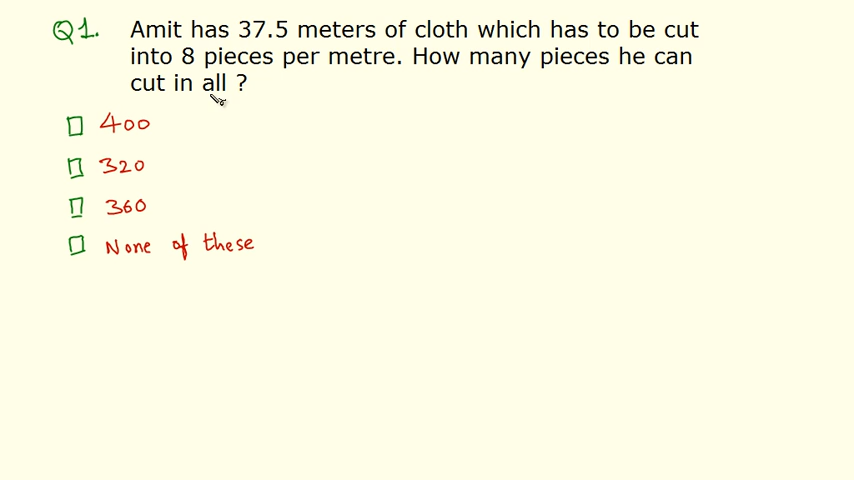 Q1. Amit has 37.5 meters of cloth which has to be cut
into 8 pieces per metre. How many pieces he can
cut in all ?
400
320
360
None of these